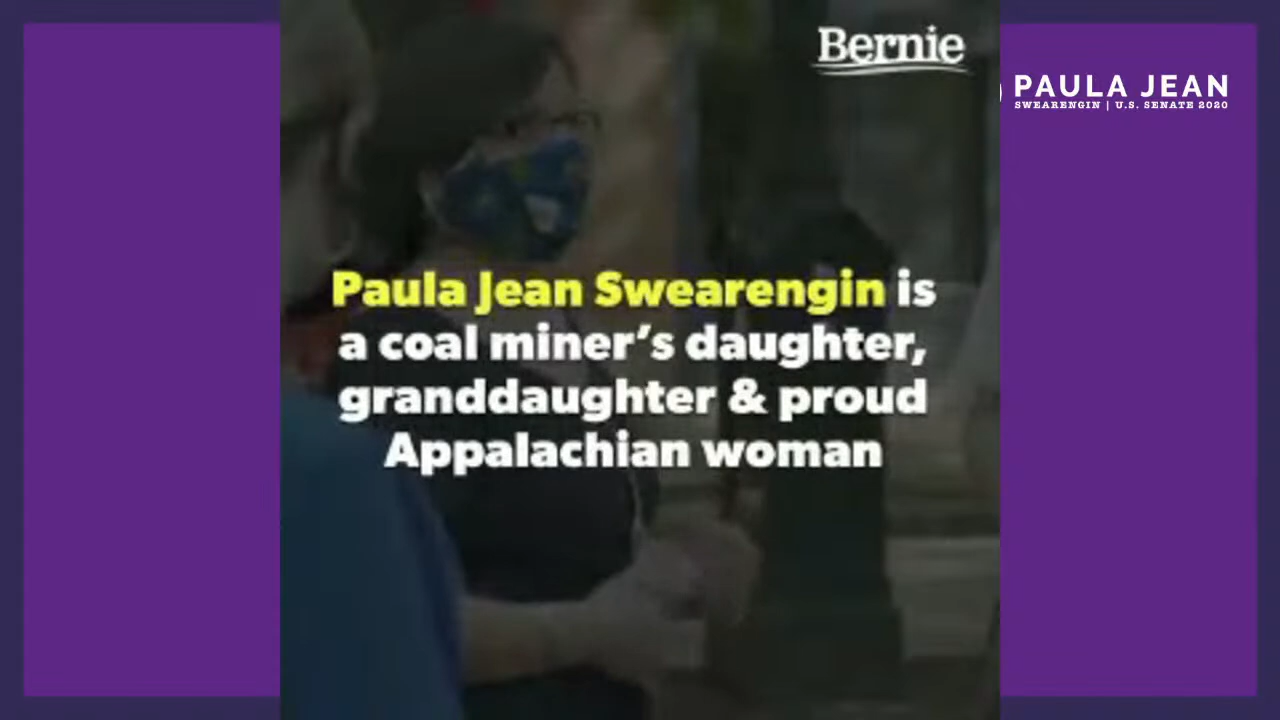 Bernie
PAULA JEAN
SWEARENGIN | U.S. SENATE 2020
Paula Jean Swearengin is
a coal miner's daughter,
granddaughter & proud
Appalachian woman